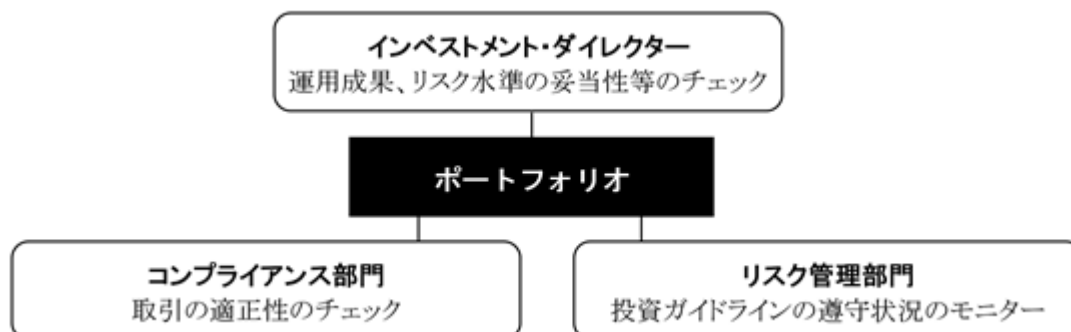 インベストメント・ダイレクター
運用成果、リスク水準の妥当性等のチェック
ポートフォリオ
コンプライアンス部門
取引の適正性のチェック
リスク管理部門
投資ガイドラインの遵守状況のモニター